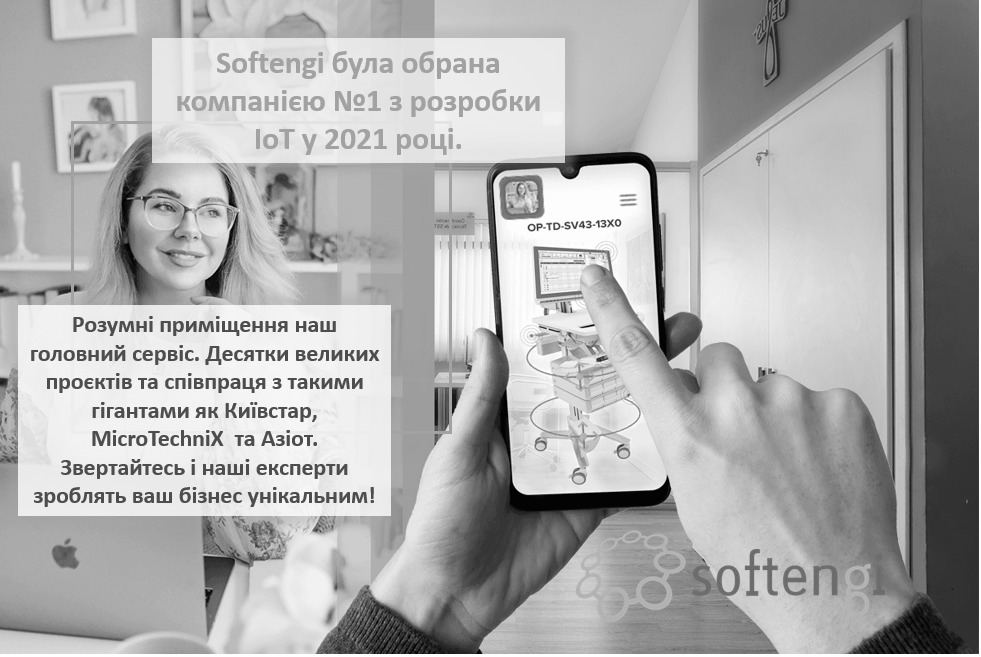 Softengi була обрана
компанією №1 з розробки
IoT у 2021 році.
OP-TD-SV43-13X0
Розумні приміщення наш
головний сервіс. Десятки великих
проєктів та співпраця з такими
гігантами як Київстар,
MicroTechniX та Азіот.
Звертайтесь і наші експерти
зроблять ваш бізнес унікальним!
softengi